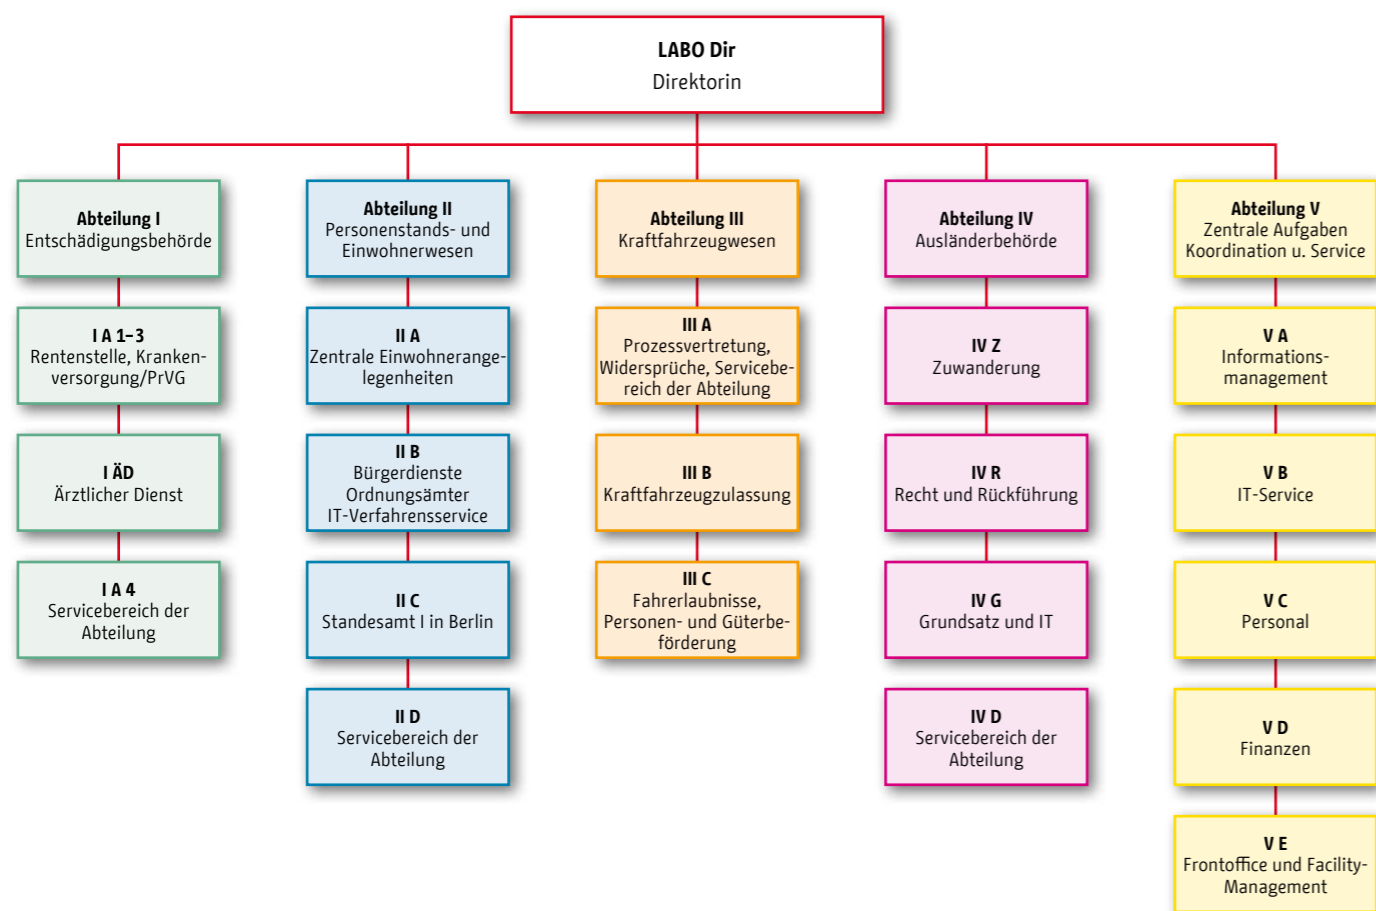 LABO Dir
Direktorin
Abteilung I
Entschädigungsbehörde
I A 1–3
Rentenstelle, Kranken-
versorgung/PrVG
I ÄD
Ärztlicher Dienst
I A 4
Servicebereich der
Abteilung
Abteilung II
Personenstands- und
Einwohnerwesen
II A
Zentrale Einwohnerange-
legenheiten
II B
Bürgerdienste
Ordnungsämter
IT-Verfahrensservice
II C
Standesamt I in Berlin
II D
Servicebereich der
Abteilung
Abteilung III
Kraftfahrzeugwesen
III A
Prozessvertretung,
Widersprüche, Servicebe-
reich der Abteilung
III B
Kraftfahrzeugzulassung
III C
Fahrerlaubnisse,
Personen- und Güterbe-
förderung
Abteilung IV
Ausländerbehörde
IV Z
Zuwanderung
IV R
Recht und Rückführung
IV G
Grundsatz und IT
IV D
Servicebereich der
Abteilung
Abteilung V
Zentrale Aufgaben
Koordination u. Service
V A
Informations-
management
V B
IT-Service
V C
Personal
V D
Finanzen
V E
Frontoffice und Facility-
Management